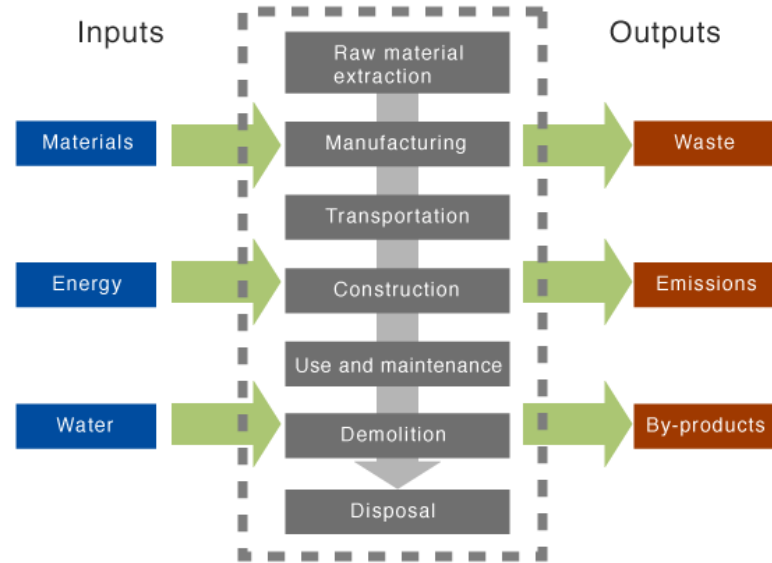 Inputs
Outputs
Raw material
extraction
Materials
Manufacturing
Waste
Transportation
Energy
Construction
Emissions
Use and maintenance
Water
Demolition
By-products
Disposal